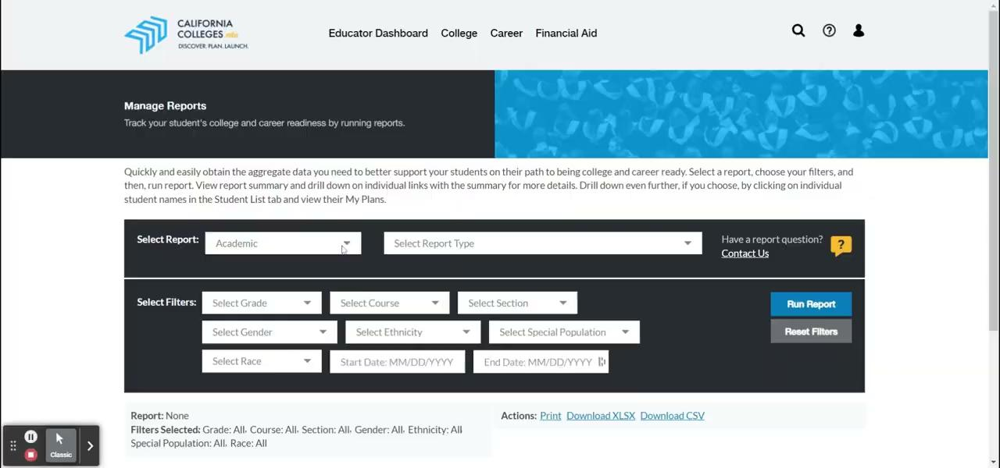 CALIFORNIA
COLLEGES.edu
DISCOVER. PLAN. LAUNCH.
Educator Dashboard College Career Financial Aid
Manage Reports
Track your student's college and career readiness by running reports.
Quickly and easily obtain the aggregate data you need to better support your students on their path to being college and career ready. Select a report, choose your filters, and
then, run report. View report summary and drill down on individual links with the summary for more details. Drill down even further, if you choose, by clicking on individual
student names in the Student List tab and view their My Plans.
Select Report: Academic Select Report Type Have a report question?
Contact Us
?
Select Filters: Select Grade Select Course Select Section Run Report
Select Gender Select Ethnicity Select Special Population Reset Filters
Select Race Start Date: MM/DD/YYYY End Date: MM/DD/YYYY
Report: None Actions: Print Download XLSX Download CSV
Filters Selected: Grade: All, Course: All, Section: All, Gender: All, Ethnicity: All,
Special Population: All, Race: All
Classic